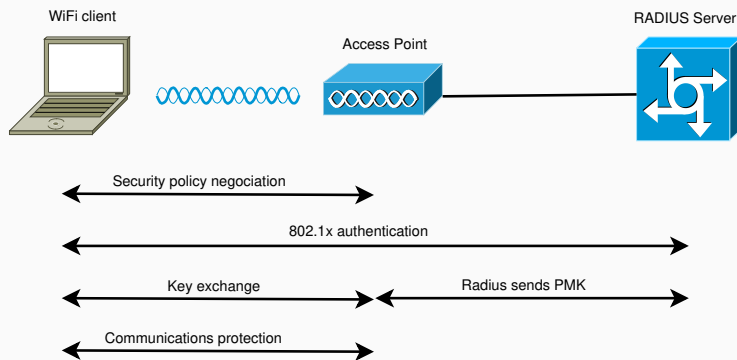 WiFi client
Access Point
RADIUS Server
Security policy negociation
802.1x authentication
Key exchange
Radius sends PMK
Communications protection